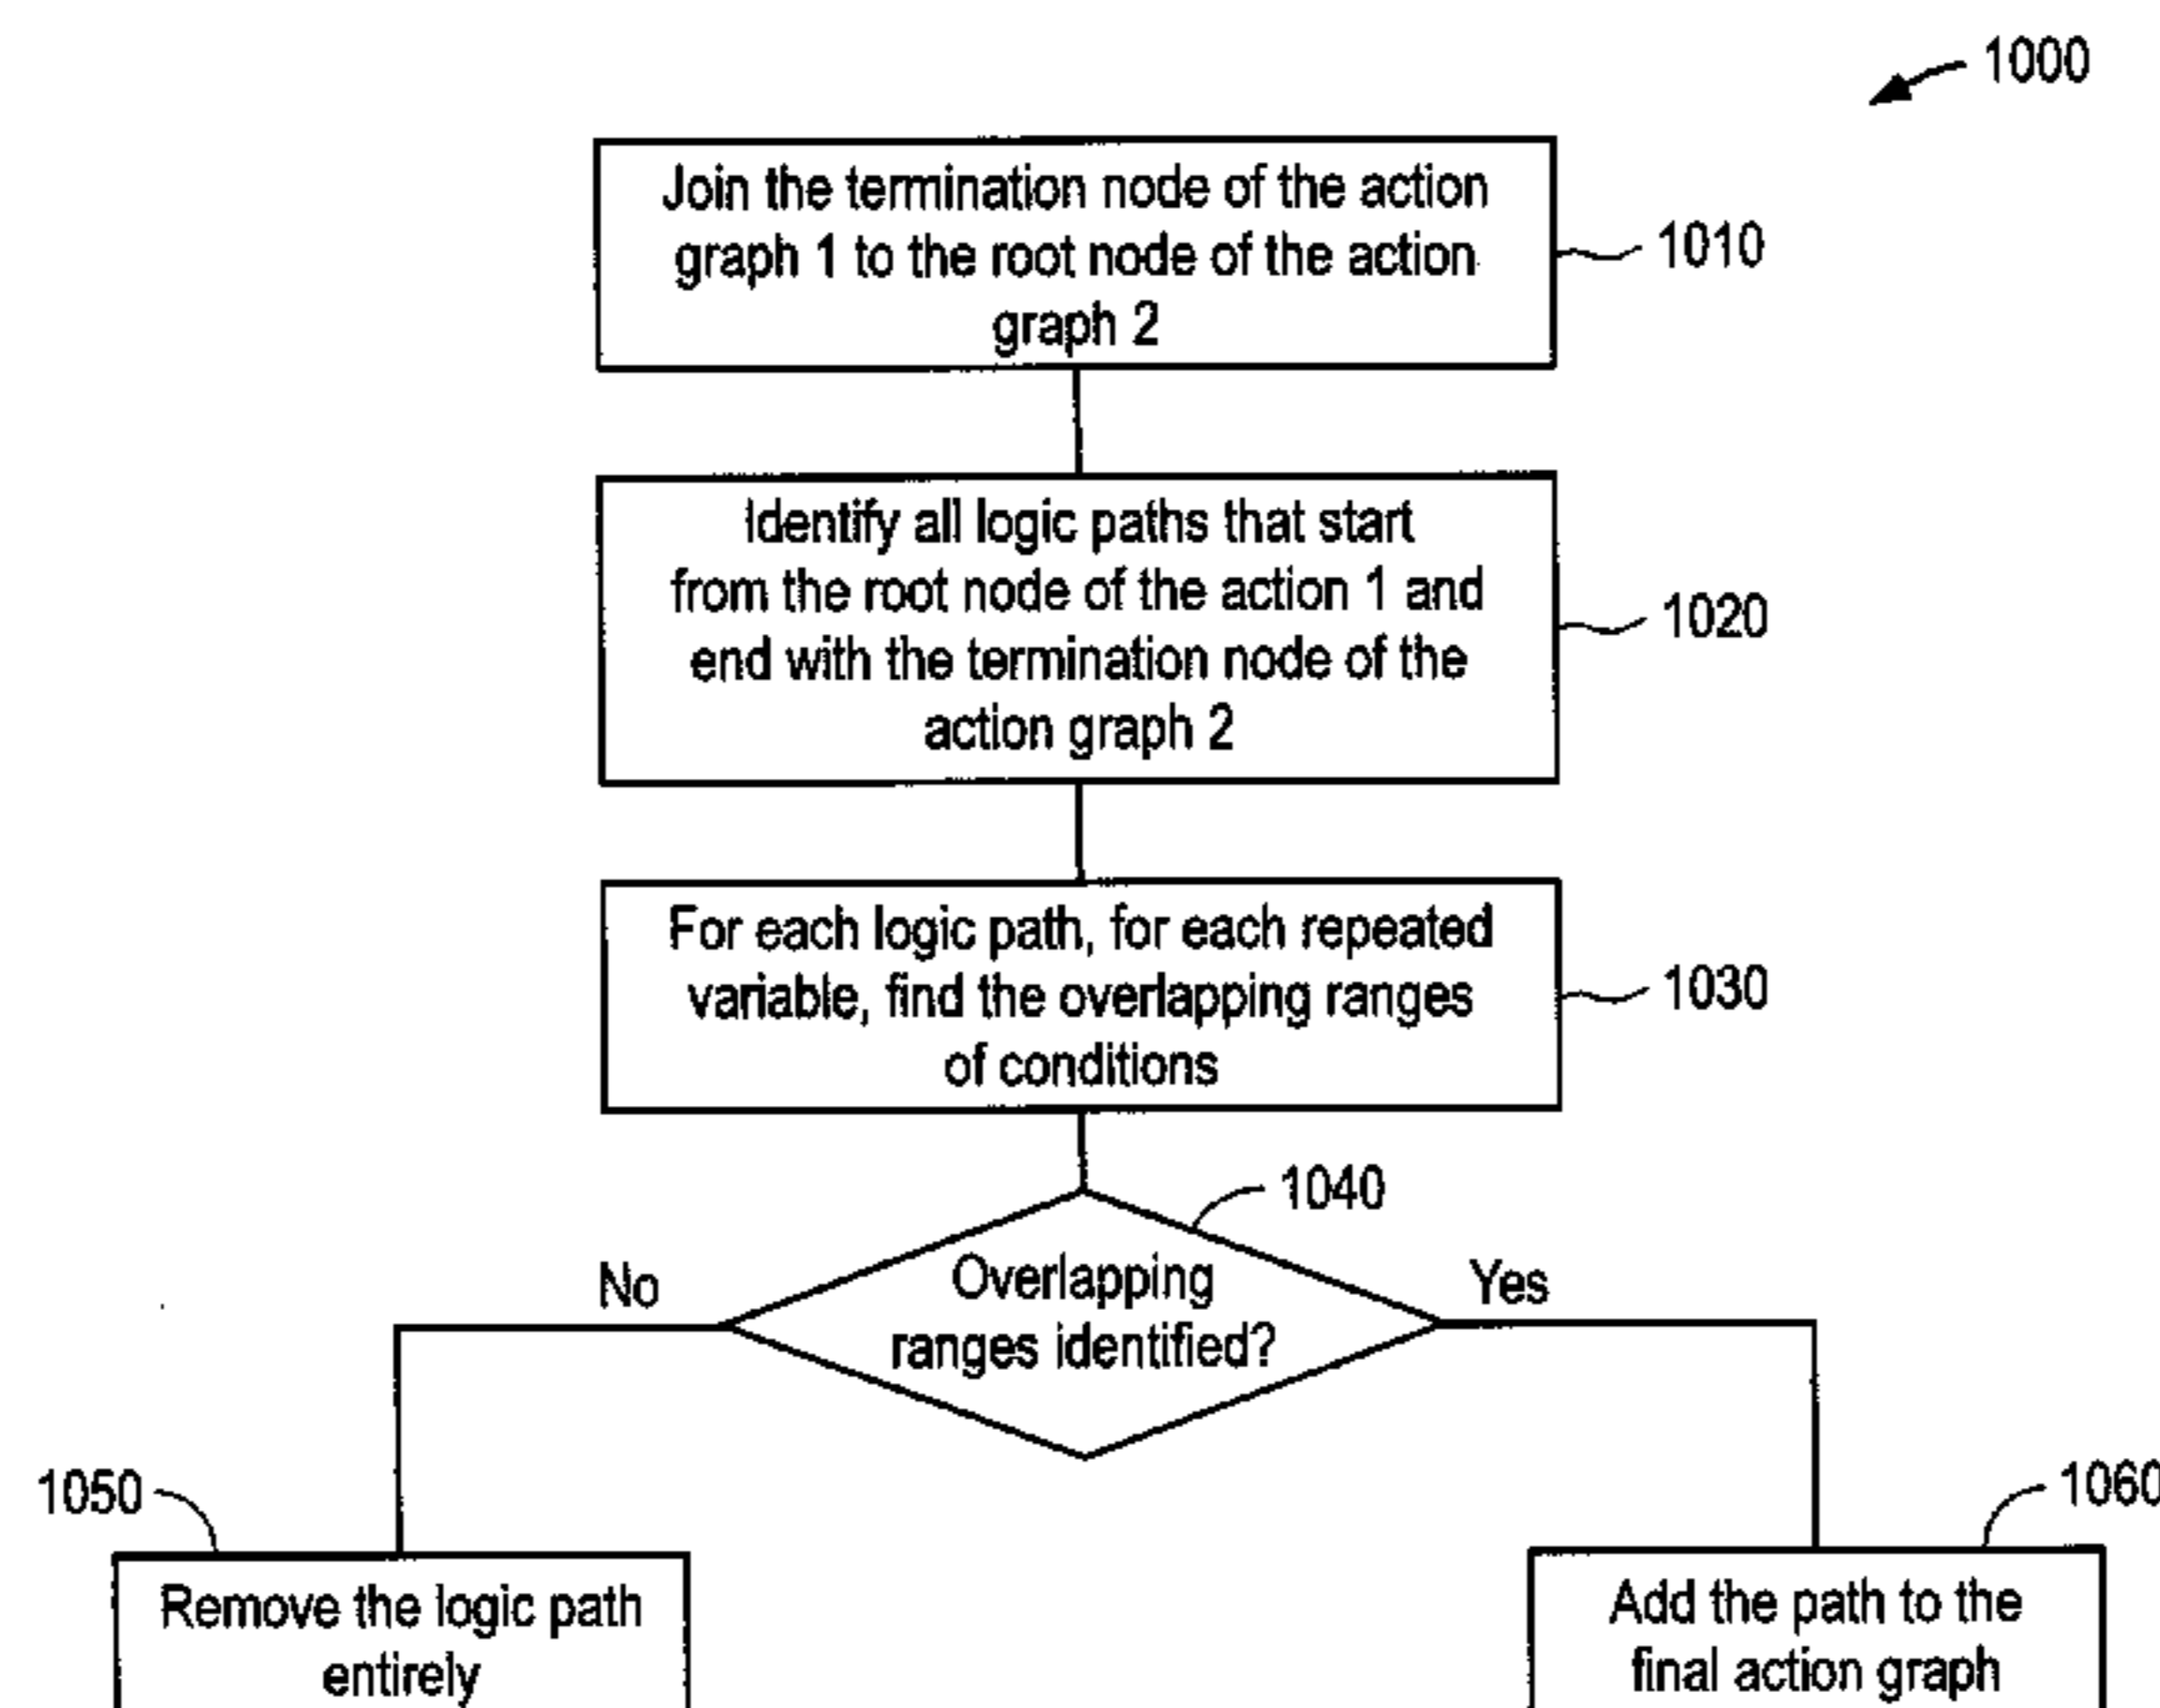 1000
Join the termination node of the action
graph 1 to the root node of the action
graph 2
1010
Identify all logic paths that start
from the root node of the action 1 and
end with the termination node of the
action graph 2
1020
For each logic path, for each repeated
variable, find the overlapping ranges
of conditions
1030
1040
Overlapping
ranges identified?
No
Yes
1050
Remove the logic path
entirely
1060
Add the path to the
final action graph